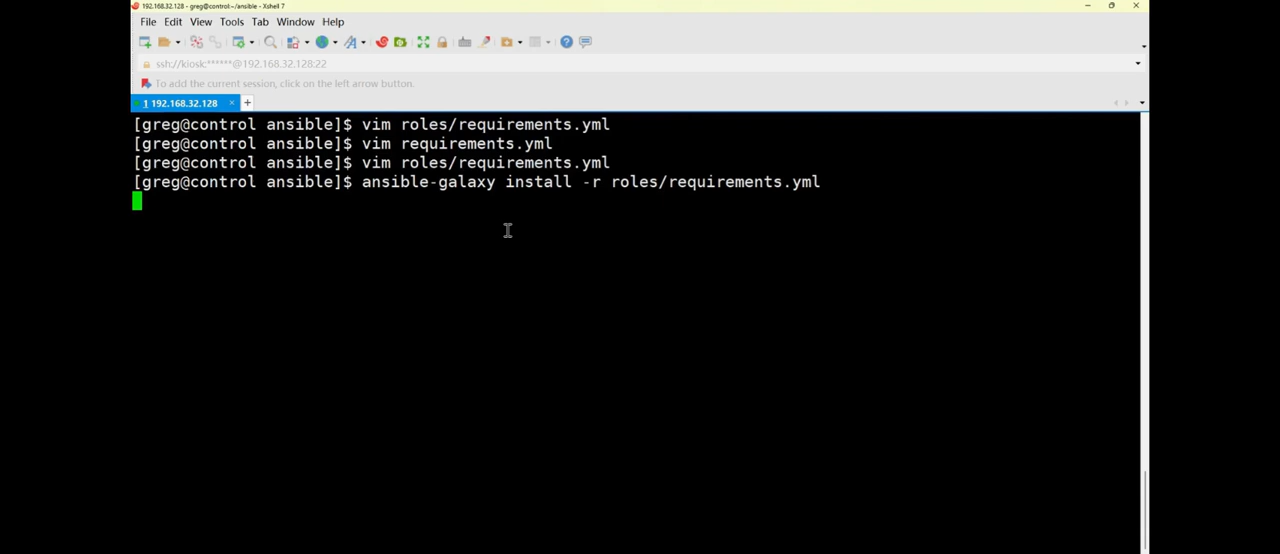 192.168.32.128 - greg@control:~/ansible - Xshell 7
File Edit View Tools Tab Window Help
ssh://kiosk:******@192.168.32.128:22
To add the current session, click on the left arrow button.
1 192.168.32.128 × +
[greg@control ansible]$ vim roles/requirements.yml
[greg@control ansible]$ vim requirements.yml
[greg@control ansible]$ vim roles/requirements.yml
[greg@control ansible]$ ansible-galaxy install -r roles/requirements.yml